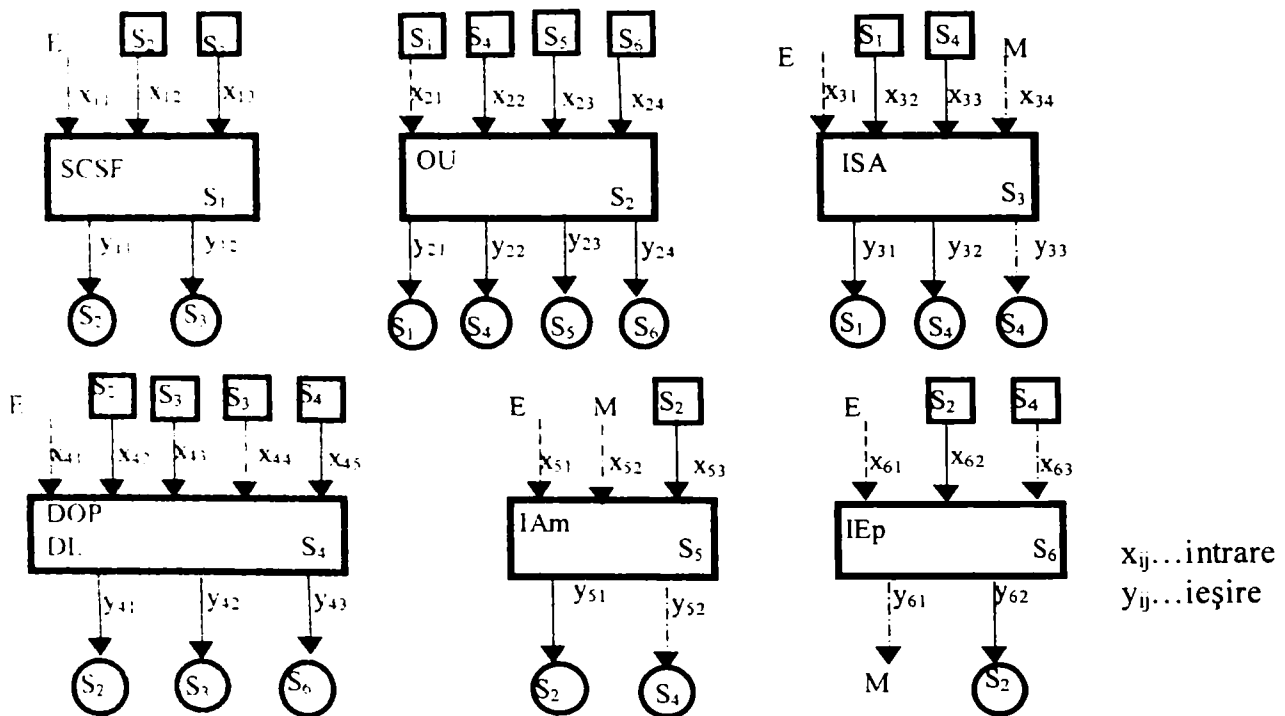 E S₂
x₁₁ x₁₂ x₁₃
SCSF
S₁
y₁₁ y₁₂
S₂ S₃
S₁ S₄ S₅ S₆
x₂₁ x₂₂ x₂₃ x₂₄
OU
S₂
y₂₁ y₂₂ y₂₃ y₂₄
S₁ S₄ S₅ S₆
E S₁ S₄ M
x₃₁ x₃₂ x₃₃ x₃₄
ISA
S₃
y₃₁ y₃₂ y₃₃
S₁ S₄ S₄
E S₂ S₃ S₃ S₄
x₄₁ x₄₂ x₄₃ x₄₄ x₄₅
DOP
DL
S₄
y₄₁ y₄₂ y₄₃
S₂ S₃ S₆
E M S₂
x₅₁ x₅₂ x₅₃
IAm
S₅
y₅₁ y₅₂
S₂ S₄
E S₂ S₄
x₆₁ x₆₂ x₆₃
IEp
S₆
y₆₁ y₆₂
M S₂
xᵢⱼ...intrare
yᵢⱼ...ieşire